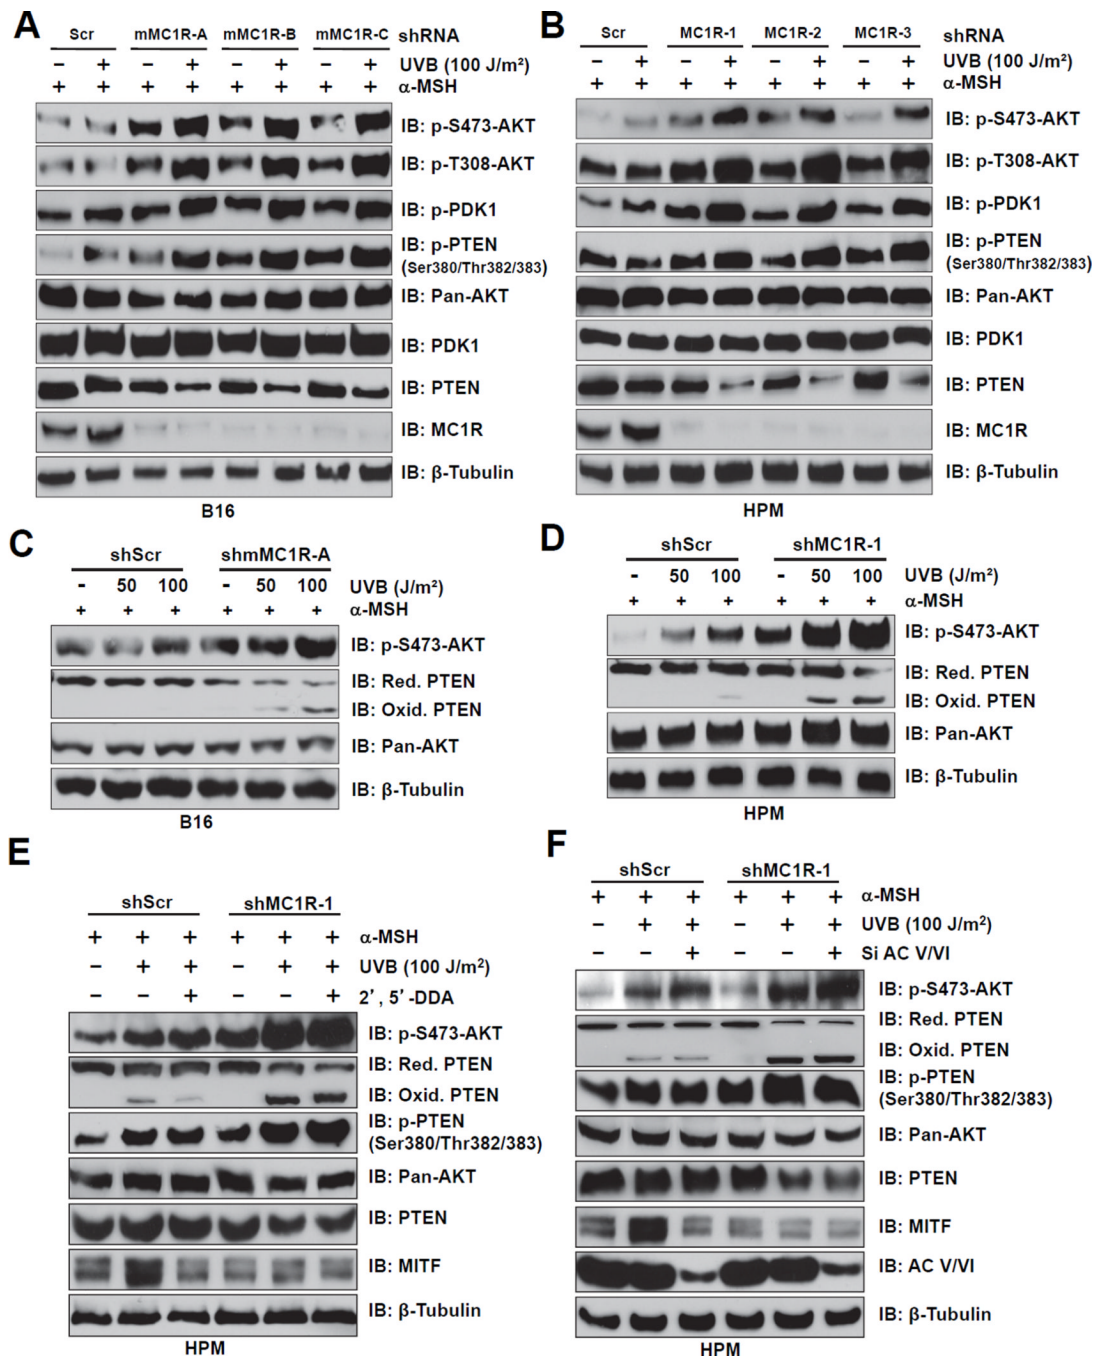 A
Scr mMC1R-A mMC1R-B mMC1R-C shRNA
– + – + – + – + UVB (100 J/m²)
+ + + + + + + + α-MSH
IB: p-S473-AKT
IB: p-T308-AKT
IB: p-PDK1
IB: p-PTEN
(Ser380/Thr382/383)
IB: Pan-AKT
IB: PDK1
IB: PTEN
IB: MC1R
IB: β-Tubulin
B16
B
Scr MC1R-1 MC1R-2 MC1R-3 shRNA
– + – + – + – + UVB (100 J/m²)
+ + + + + + + + α-MSH
IB: p-S473-AKT
IB: p-T308-AKT
IB: p-PDK1
IB: p-PTEN
(Ser380/Thr382/383)
IB: Pan-AKT
IB: PDK1
IB: PTEN
IB: MC1R
IB: β-Tubulin
HPM
C
shScr shmMC1R-A
- 50 100 - 50 100 UVB (J/m²)
+ + + + + + α-MSH
IB: p-S473-AKT
IB: Red. PTEN
IB: Oxid. PTEN
IB: Pan-AKT
IB: β-Tubulin
B16
D
shScr shMC1R-1
- 50 100 - 50 100 UVB (J/m²)
+ + + + + + α-MSH
IB: p-S473-AKT
IB: Red. PTEN
IB: Oxid. PTEN
IB: Pan-AKT
IB: β-Tubulin
HPM
E
shScr shMC1R-1
+ + + + + + α-MSH
– + + – + + UVB (100 J/m²)
– – + – – + 2', 5'-DDA
IB: p-S473-AKT
IB: Red. PTEN
IB: Oxid. PTEN
IB: p-PTEN
(Ser380/Thr382/383)
IB: Pan-AKT
IB: PTEN
IB: MITF
IB: β-Tubulin
HPM
F
shScr shMC1R-1
+ + + + + + α-MSH
– + + – + + UVB (100 J/m²)
– – + – – + Si AC V/VI
IB: p-S473-AKT
IB: Red. PTEN
IB: Oxid. PTEN
IB: p-PTEN
(Ser380/Thr382/383)
IB: Pan-AKT
IB: PTEN
IB: MITF
IB: AC V/VI
IB: β-Tubulin
HPM